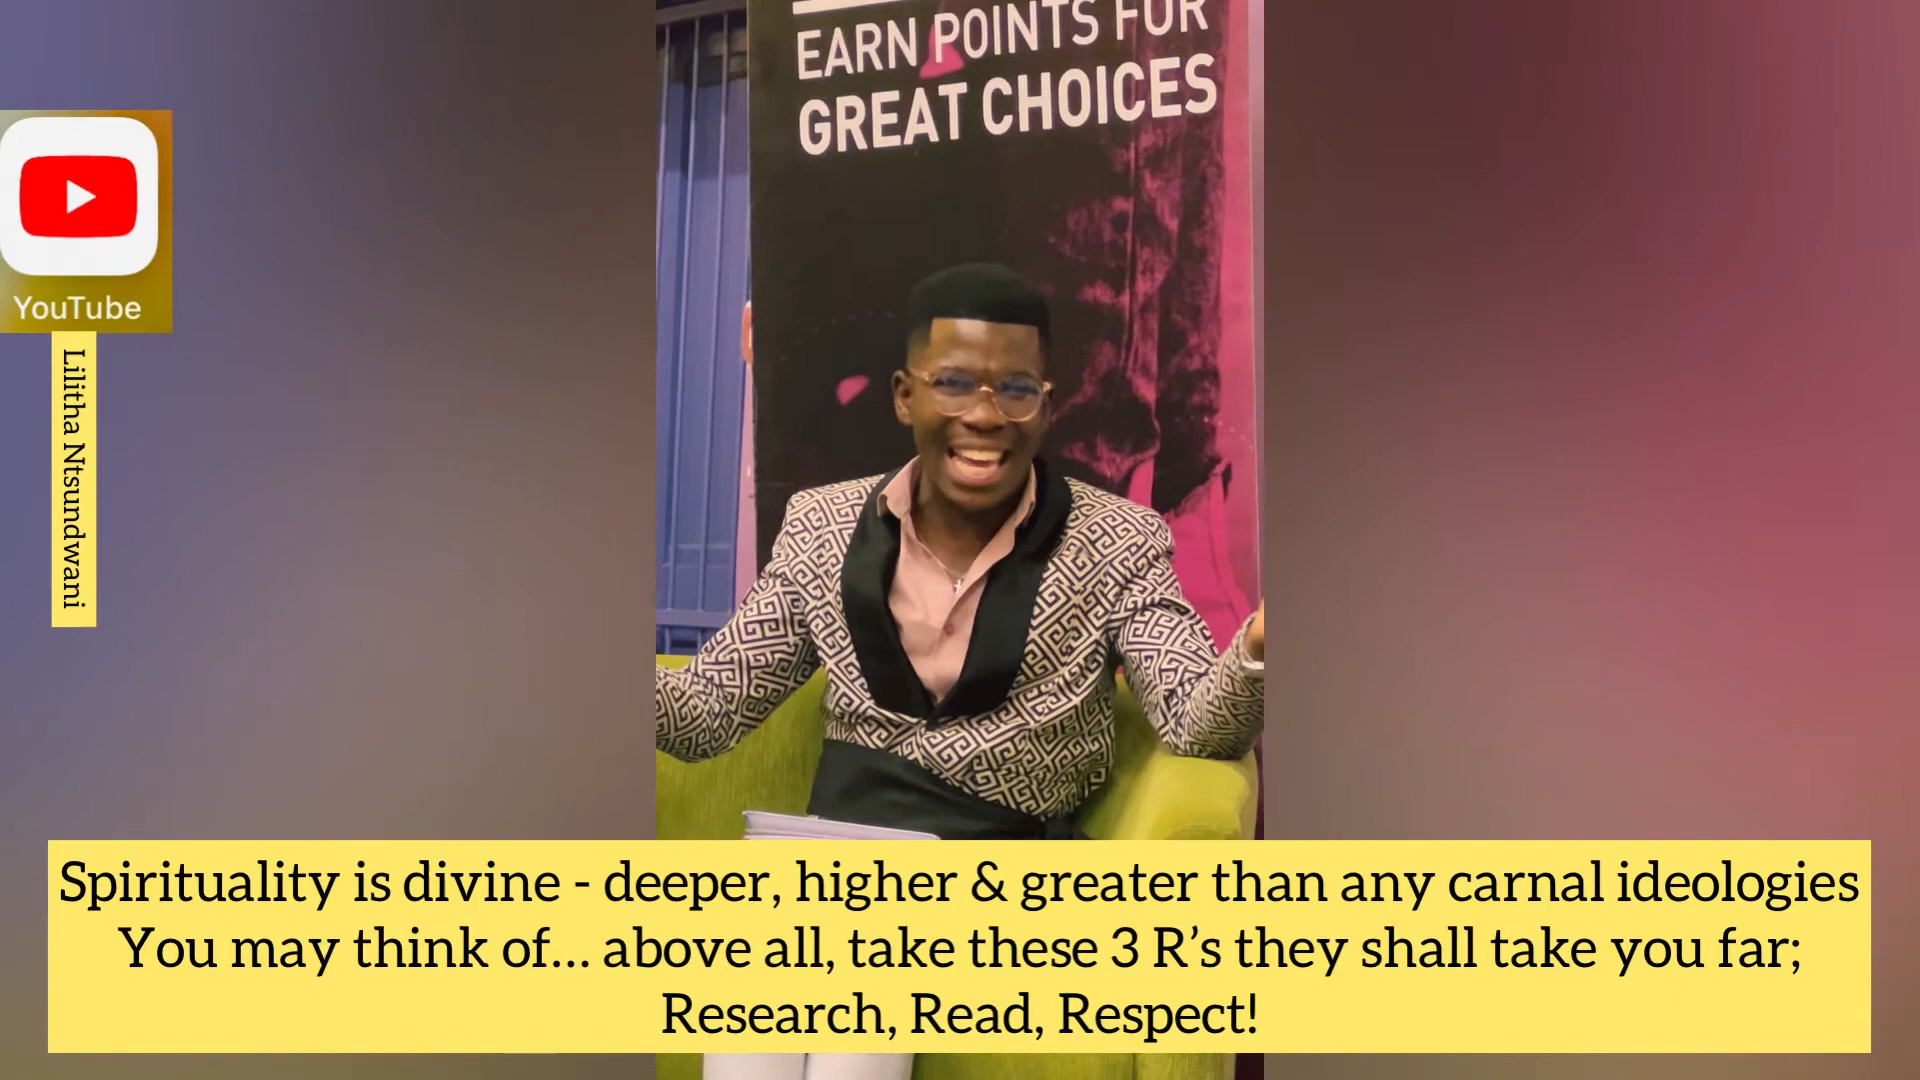 EARN POINTS FOR
GREAT CHOICES
YouTube
Lilitha Ntsundwani
Spirituality is divine - deeper, higher & greater than any carnal ideologies
You may think of... above all, take these 3 R’s they shall take you far;
Research, Read, Respect!